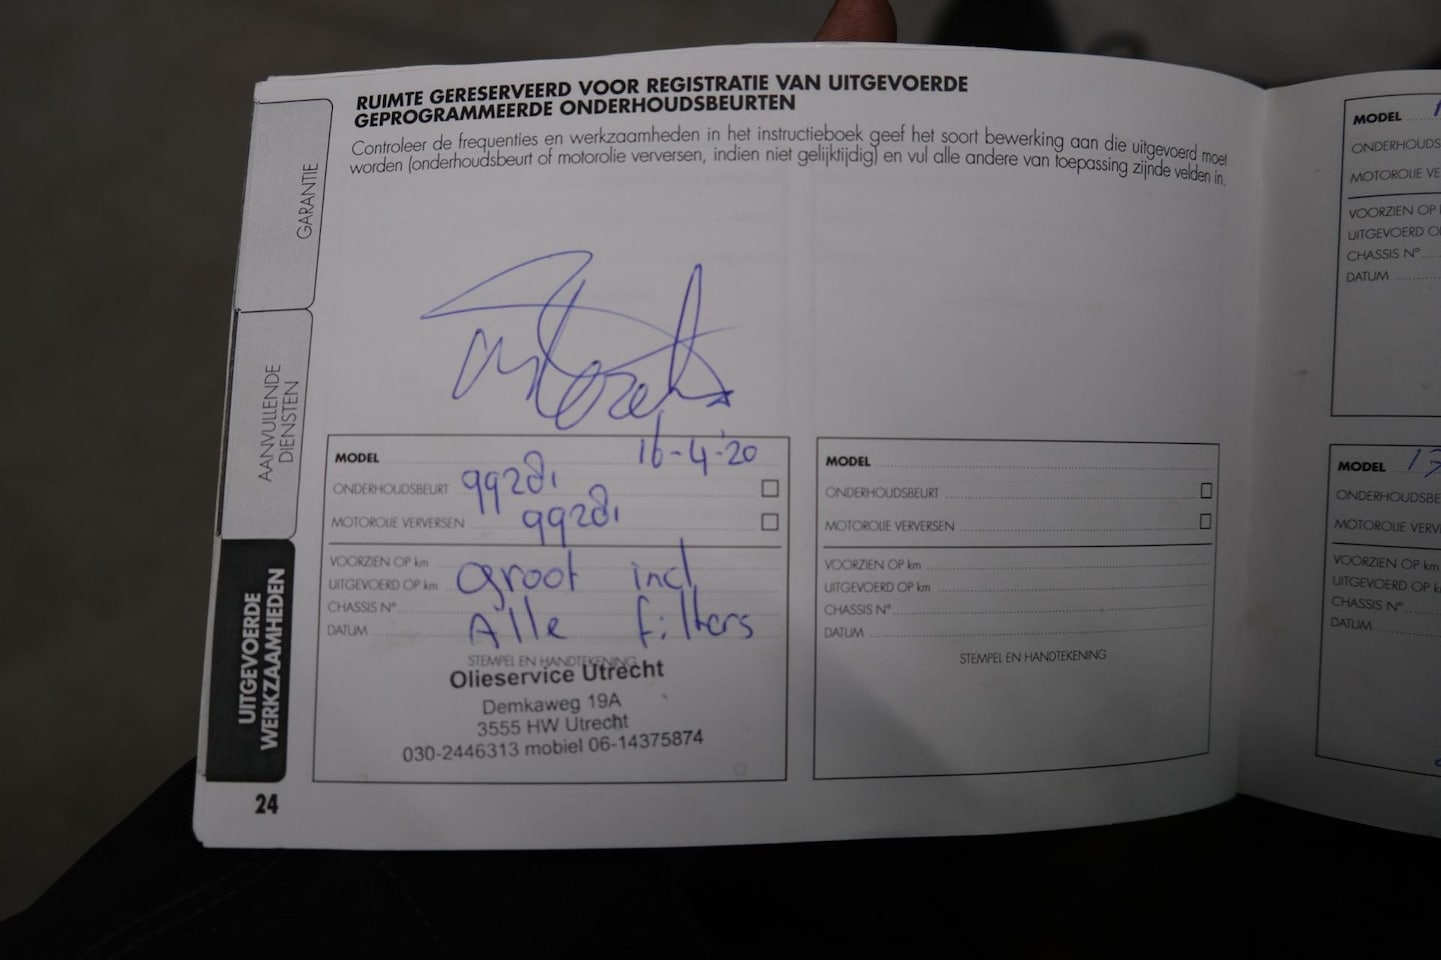 RUIMTE GERESERVEERD VOOR REGISTRATIE VAN UITGEVOERDE
GEPROGRAMMEERDE ONDERHOUDSBEURTEN
Controleer de frequenties en werkzaamheden in het instructieboek geef het soort bewerking aan die uitgevoerd moet
worden (onderhoudsbeurt of motorolie verversen, indien niet gelijktijdig) en vul alle andere van toepassing zijnde velden in.
GARANTIE
AANVULLENDE
DIENSTEN
UITGEVOERDE
WERKZAAMHEDEN
24
MODEL 16-4-'20
ONDERHOUDSBEURT
MOTOROLIE VERVERSEN
VOORZIEN OP km
UITGEVOERD OP km groot incl
CHASSIS N°
DATUM Alle filters
STEMPEL EN HANDTEKENING
Olieservice Utrecht
Demkaweg 19A
3555 HW Utrecht
030-2446313 mobiel 06-14375874
MODEL
ONDERHOUDSBEURT
MOTOROLIE VERVERSEN
VOORZIEN OP km
UITGEVOERD OP km
CHASSIS N°
DATUM
STEMPEL EN HANDTEKENING
MODEL
ONDERHOUDS
MOTOROLIE VE
VOORZIEN OP
UITGEVOERD O
CHASSIS N°
DATUM
MODEL
ONDERHOUDSBE
MOTOROLIE VERV
VOORZIEN OP km
UITGEVOERD OP k
CHASSIS N°
DATUM